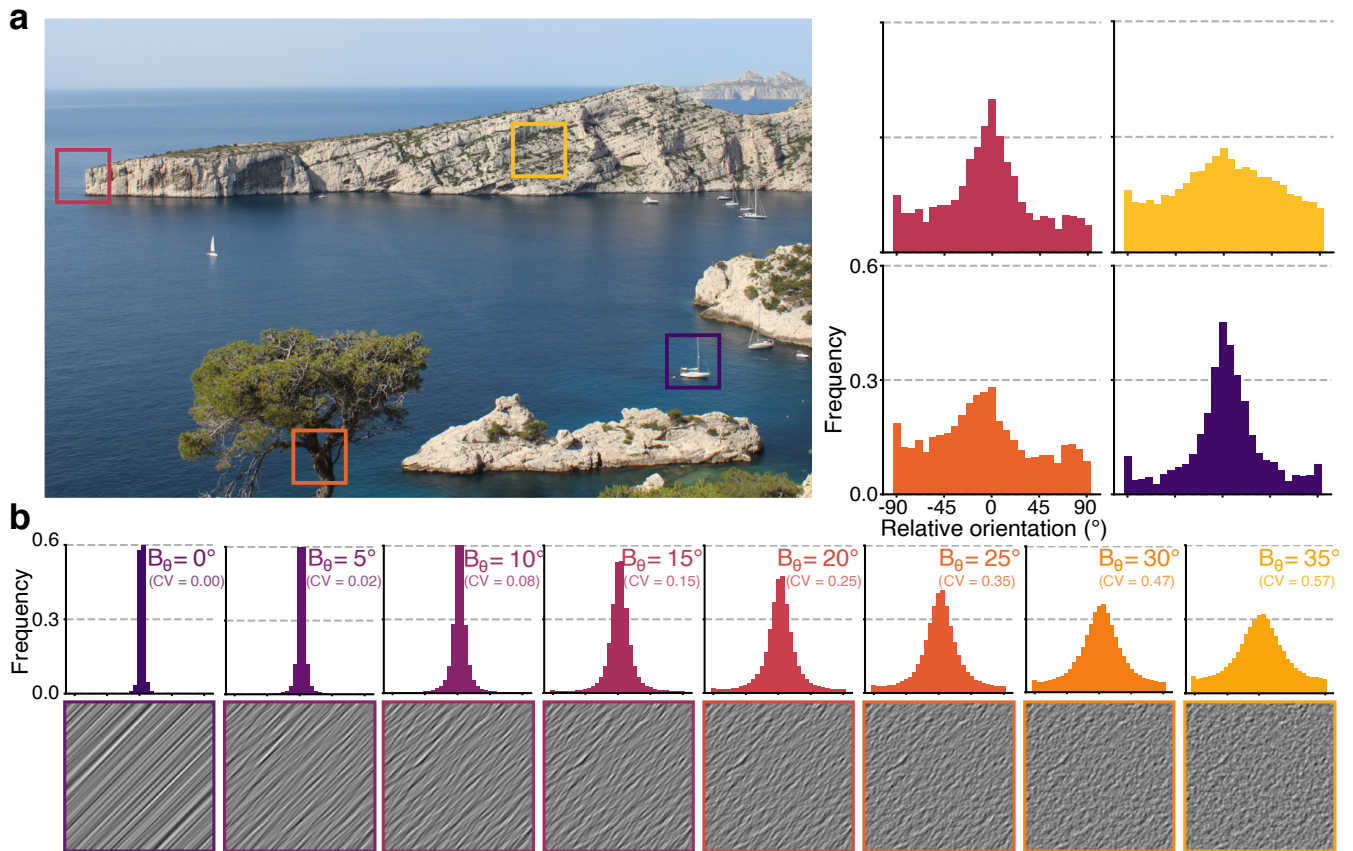 a
0.6
0.3
0.0
Frequency
-90 -45 0 45 90
Relative orientation (°)
b
0.6
0.3
0.0
Frequency
Bθ = 0°
(CV = 0.00)
Bθ = 5°
(CV = 0.02)
Bθ = 10°
(CV = 0.08)
Bθ = 15°
(CV = 0.15)
Bθ = 20°
(CV = 0.25)
Bθ = 25°
(CV = 0.35)
Bθ = 30°
(CV = 0.47)
Bθ = 35°
(CV = 0.57)